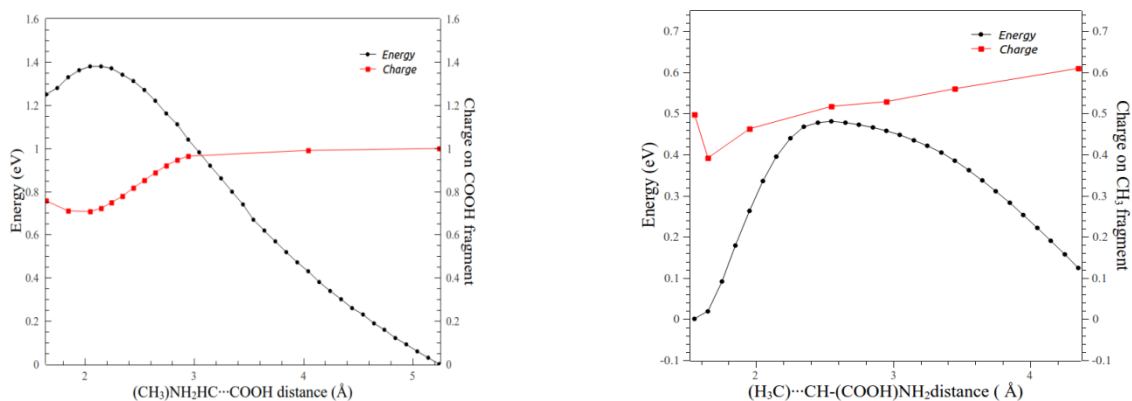 1.6
1.4
1.2
1
0.8
0.6
0.4
0.2
0
Energy (eV)
Energy
Charge
1.6
1.4
1.2
1
0.8
0.6
0.4
0.2
0
Charge on COOH
fragment
2 3 4 5
(CH₃)NH₂HC···COOH distance (Å)
0.7
0.6
0.5
0.4
0.3
0.2
0.1
0
-0.1
Energy (eV)
Energy
Charge
0.7
0.6
0.5
0.4
0.3
0.2
0.1
0
-0.1
Charge on CH₃
fragment
2 3 4
(H₃C)···CH-(COOH)NH₂distance ( Å)